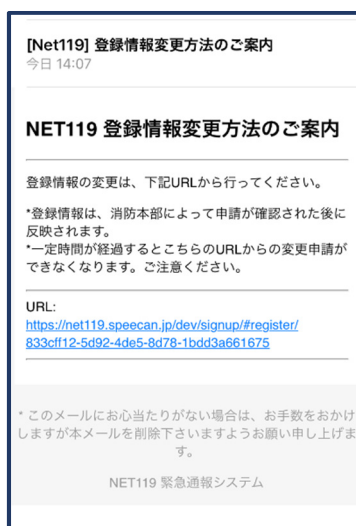 [Net119] 登録情報変更方法のご案内
今日 14:07
NET119 登録情報変更方法のご案内
登録情報の変更は、下記URLから行ってください。
*登録情報は、消防本部によって申請が確認された後に
反映されます。
*一定時間が経過するとこちらのURLからの変更申請が
できなくなります。ご注意ください。
URL:
https://net119.speecan.jp/dev/signup/#register/
833cff12-5d92-4de5-8d78-1bdd3a661675
* このメールにお心当たりがない場合は、お手数をおかけ
しますが本メールを削除下さいますようお願い申し上げま
す。
NET119 緊急通報システム